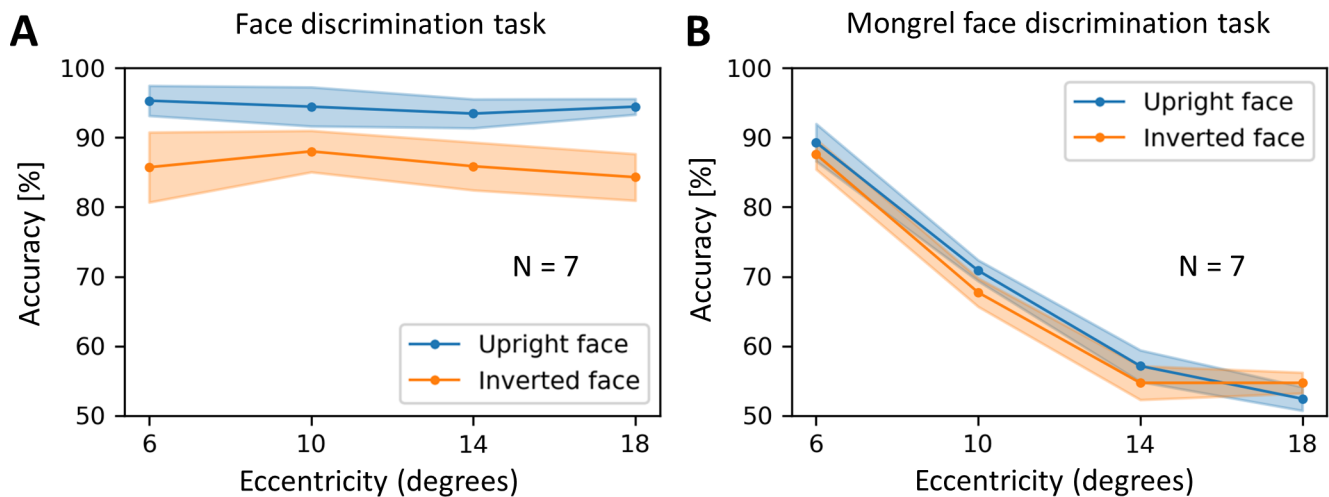 A
Face discrimination task
Accuracy [%]
100
90
80
70
60
50
N = 7
Upright face
Inverted face
6
10
14
18
Eccentricity (degrees)
B
Mongrel face discrimination task
Accuracy [%]
100
90
80
70
60
50
Upright face
Inverted face
N = 7
6
10
14
18
Eccentricity (degrees)